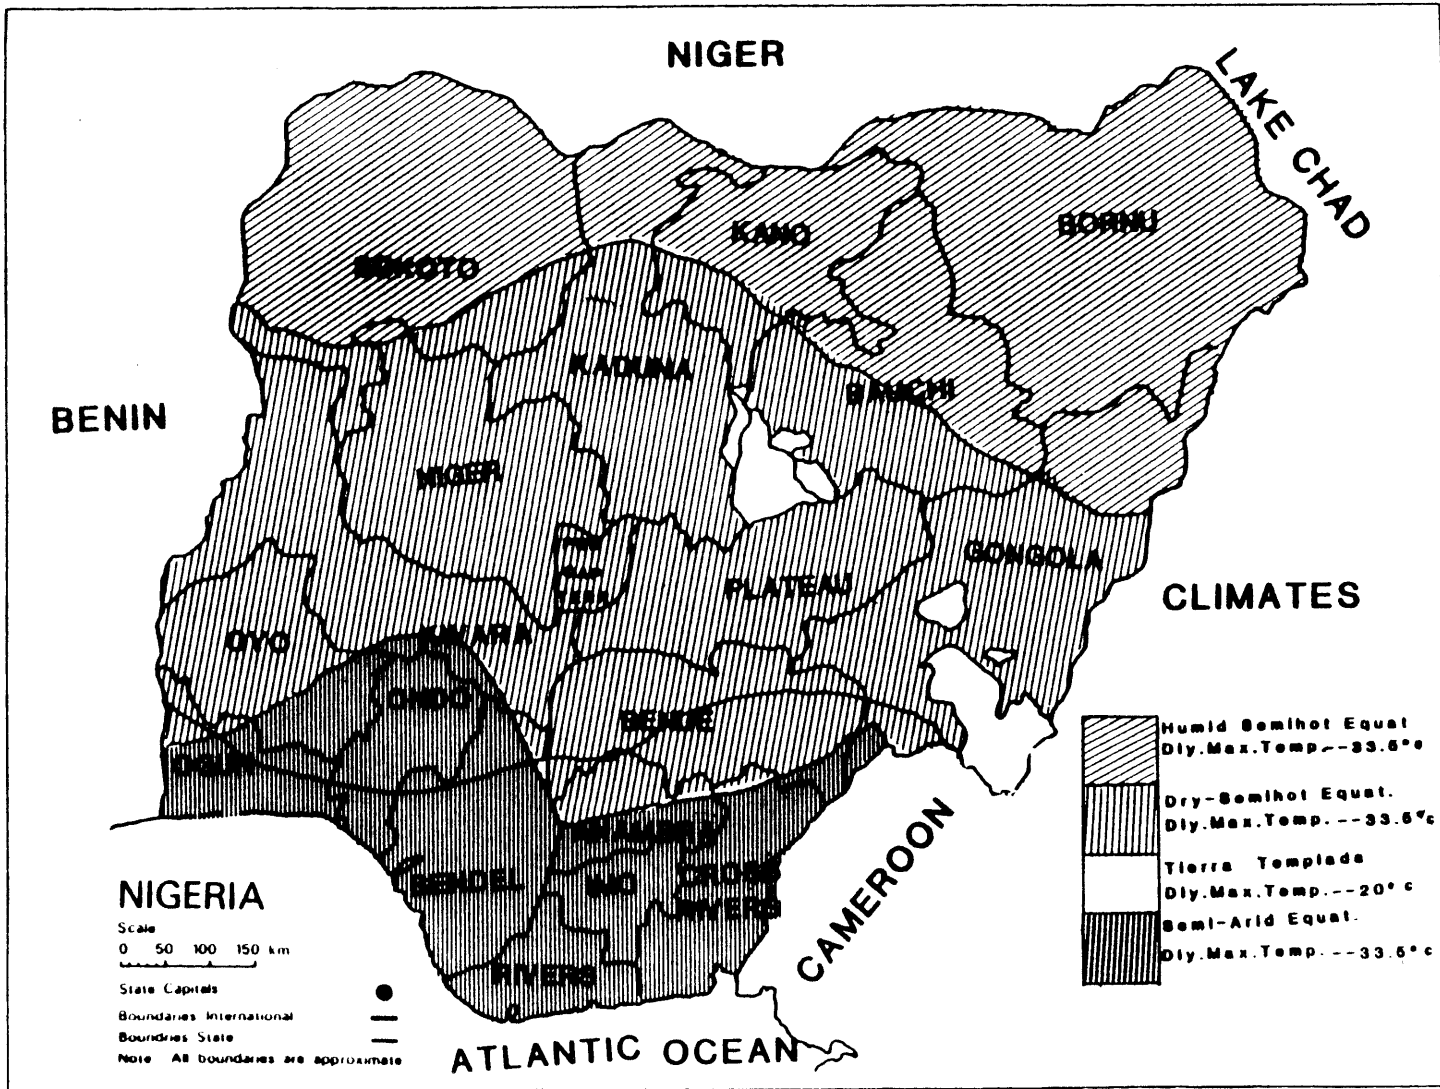 NIGER
LAKE CHAD
KANO
BORNU
SOKOTO
KADUNA
BAUCHI
BENIN
NIGER
GONGOLA
PLATEAU
CLIMATES
OYO
KWARA
ONDO
BENUE
OGUN
Humid Semihot Equat
Dly.Max.Temp.--33.5°c
Dry-Semihot Equat.
Dly.Max.Temp.--33.5°c
Tierra Templada
Dly.Max.Temp.--20°c
Semi-Arid Equat.
Dly.Max.Temp.--33.5°c
ANAMBRA
BENDEL
IMO
CROSS
RIVERS
RIVERS
CAMEROON
NIGERIA
Scale
0 50 100 150 km
State Capitals
Boundaries International
Boundries State
Note All boundaries are approximate
ATLANTIC OCEAN